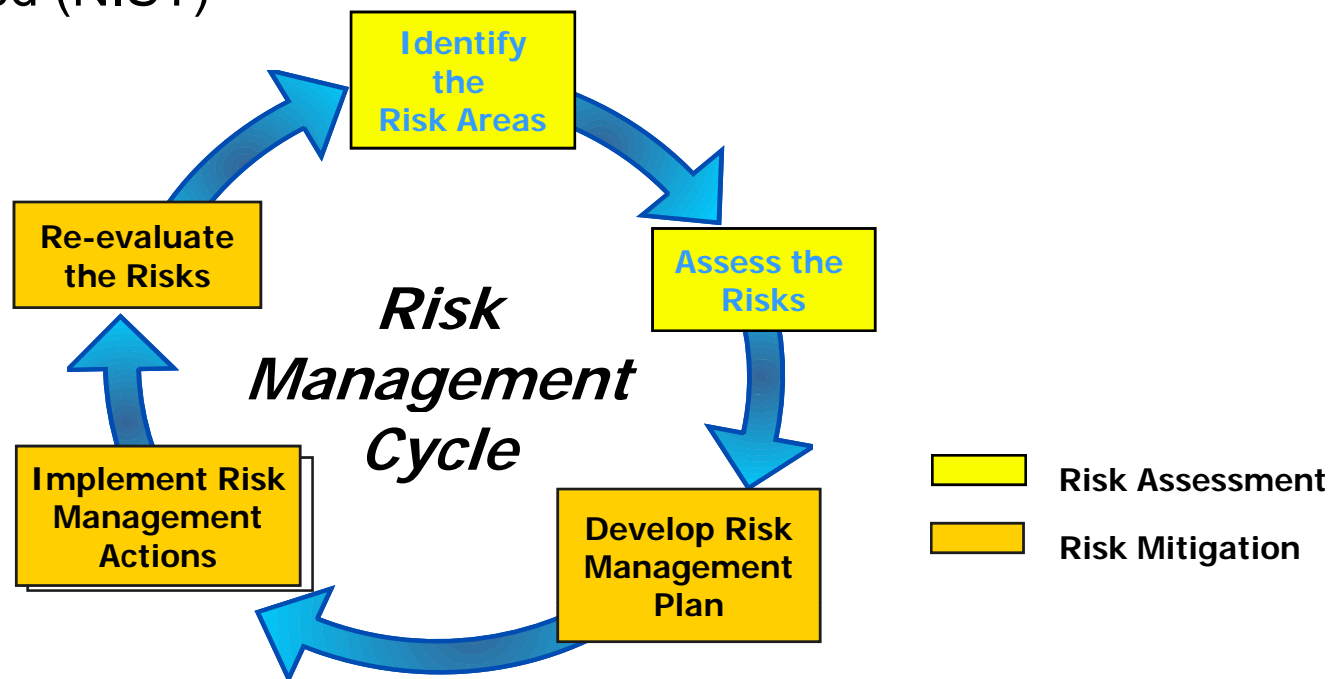 (NIST)
Identify
the
Risk Areas
Assess the
Risks
Develop Risk
Management
Plan
Implement Risk
Management
Actions
Re-evaluate
the Risks
Risk
Management
Cycle
Risk Assessment
Risk Mitigation